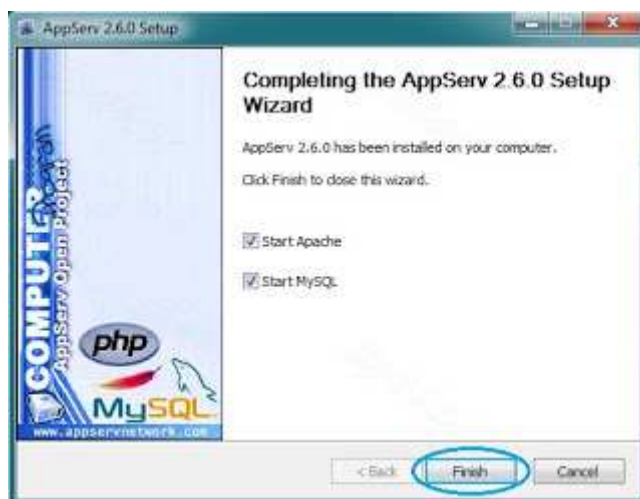 AppServ 2.6.0 Setup
Completing the AppServ 2.6.0 Setup
Wizard
AppServ 2.6.0 has been installed on your computer.
Click Finish to close this wizard.
Start Apache
Start MySQL
COMPUTER
Program
AppServ Open Project
php
MySQL
www.appservnetwork.com
< Back
Finish
Cancel